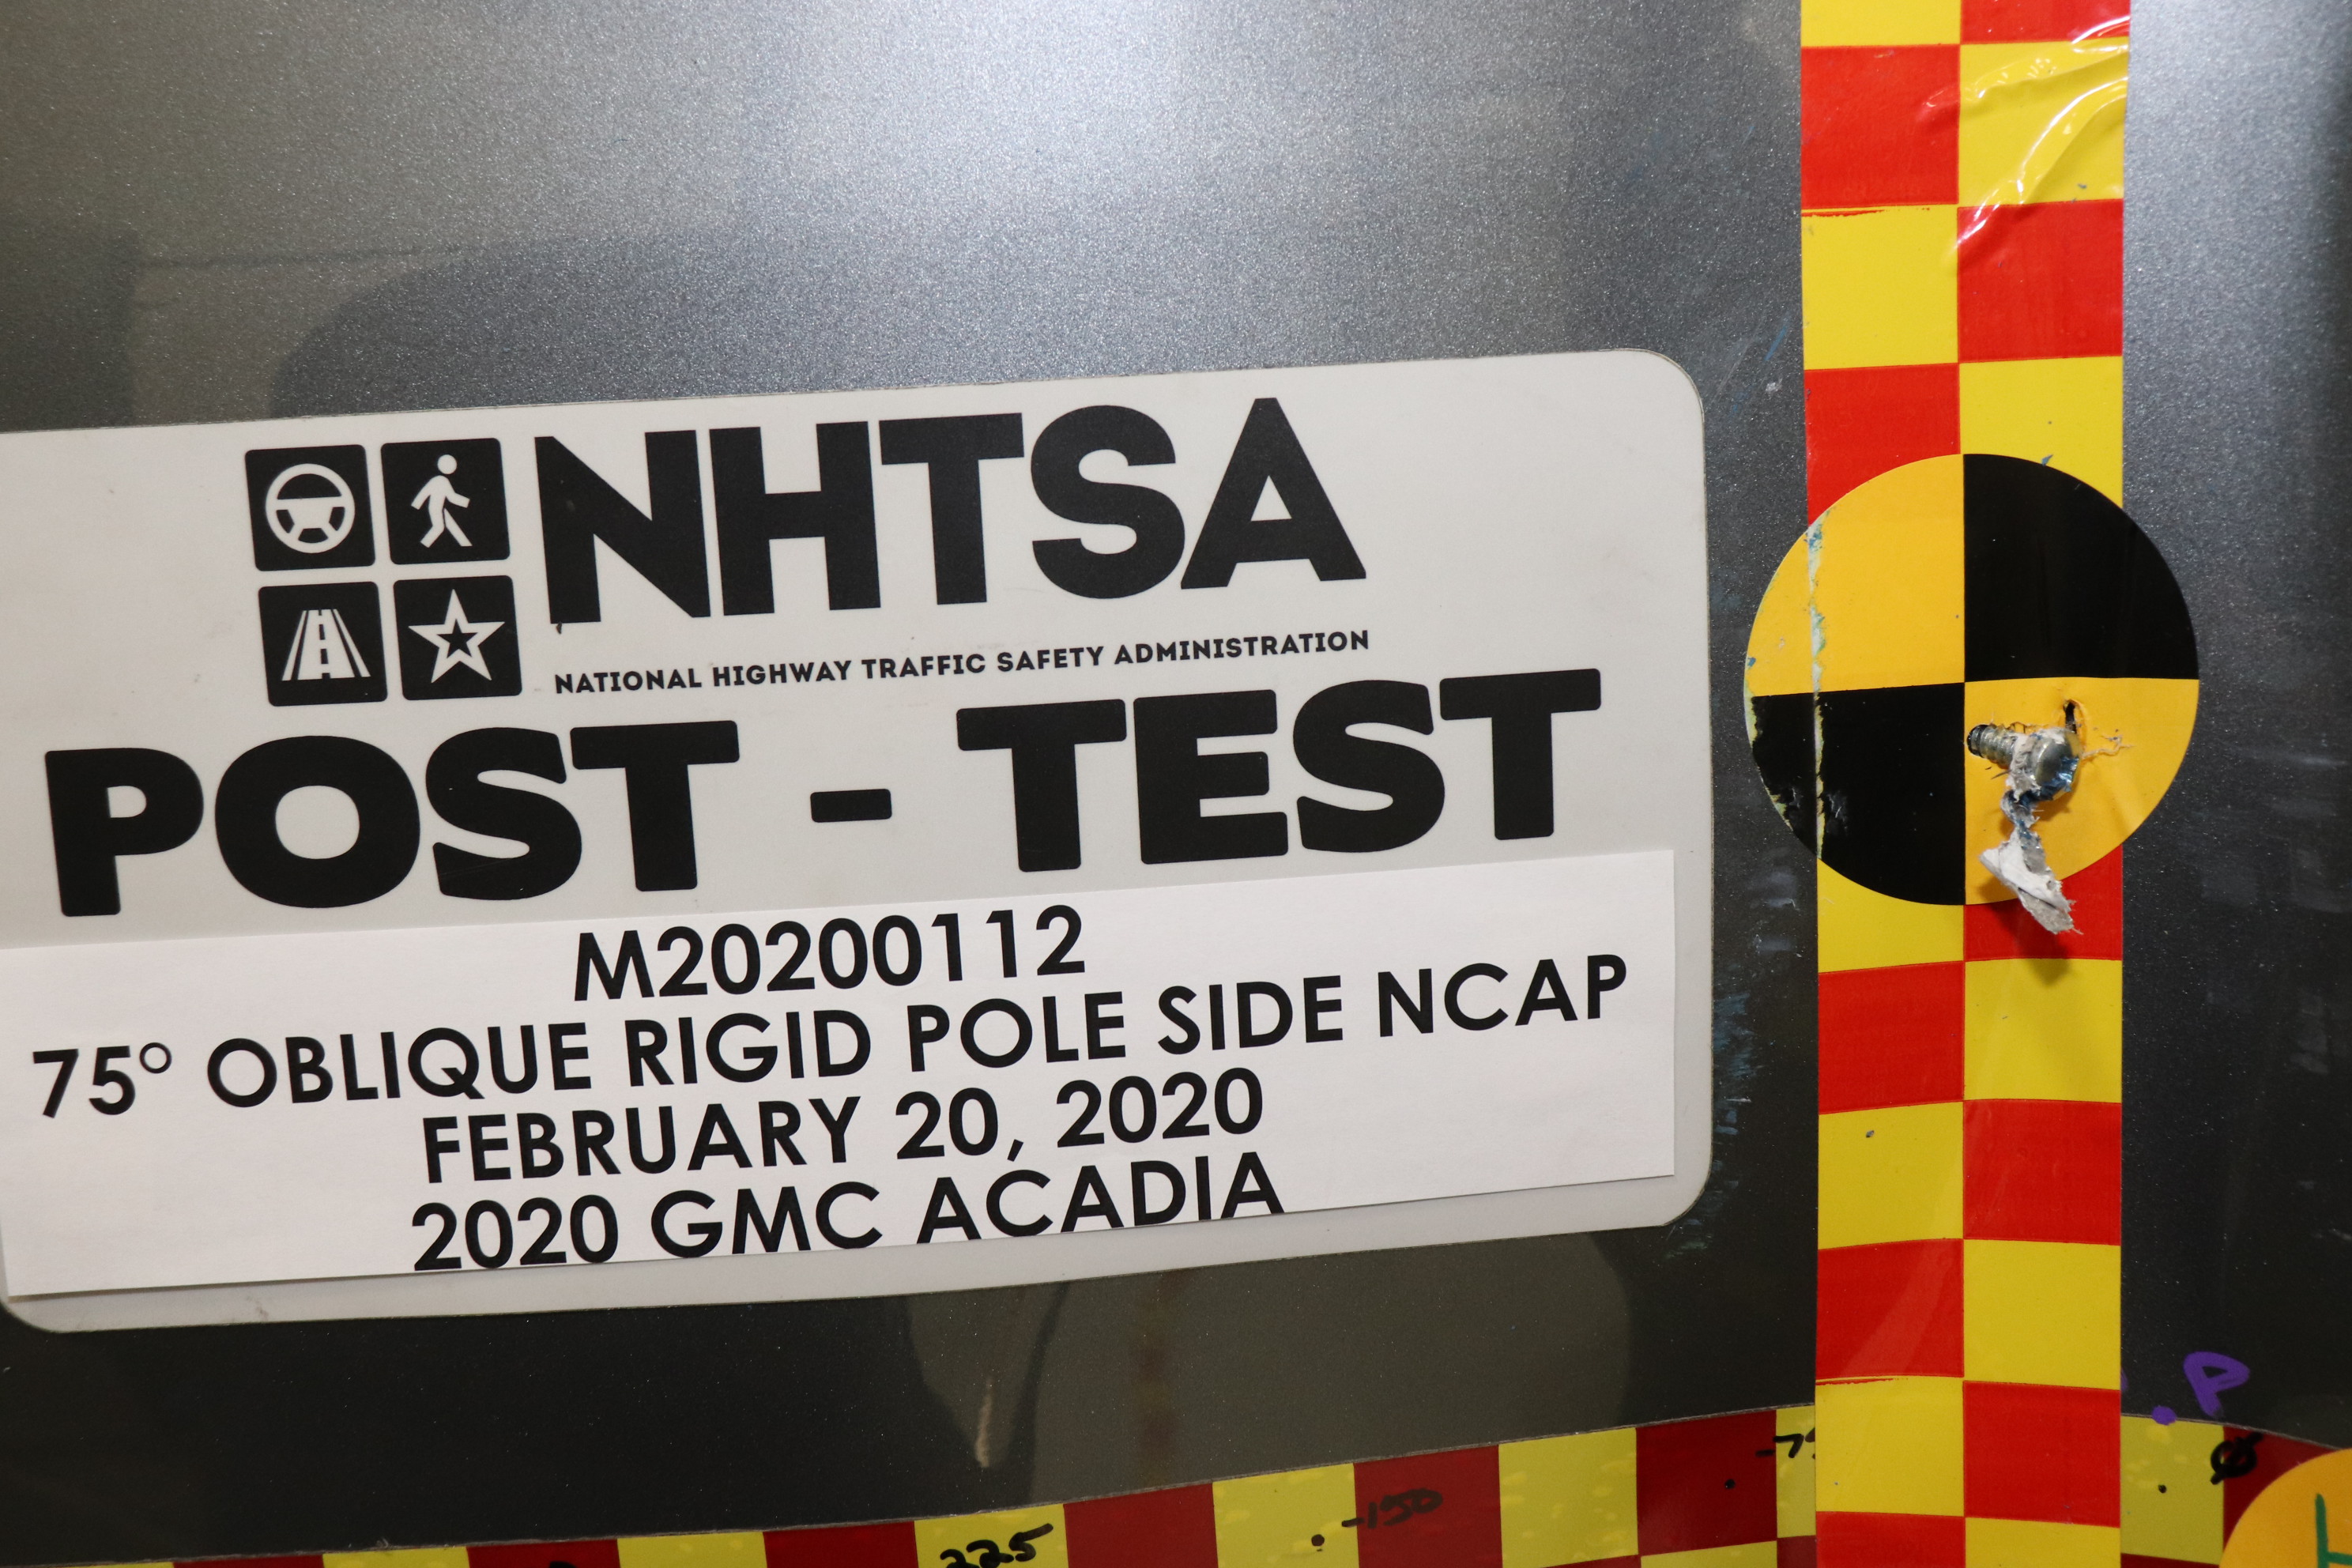 NHTSA
NATIONAL HIGHWAY TRAFFIC SAFETY ADMINISTRATION
POST - TEST
M20200112
75° OBLIQUE RIGID POLE SIDE NCAP
FEBRUARY 20, 2020
2020 GMC ACADIA
P
-150
225